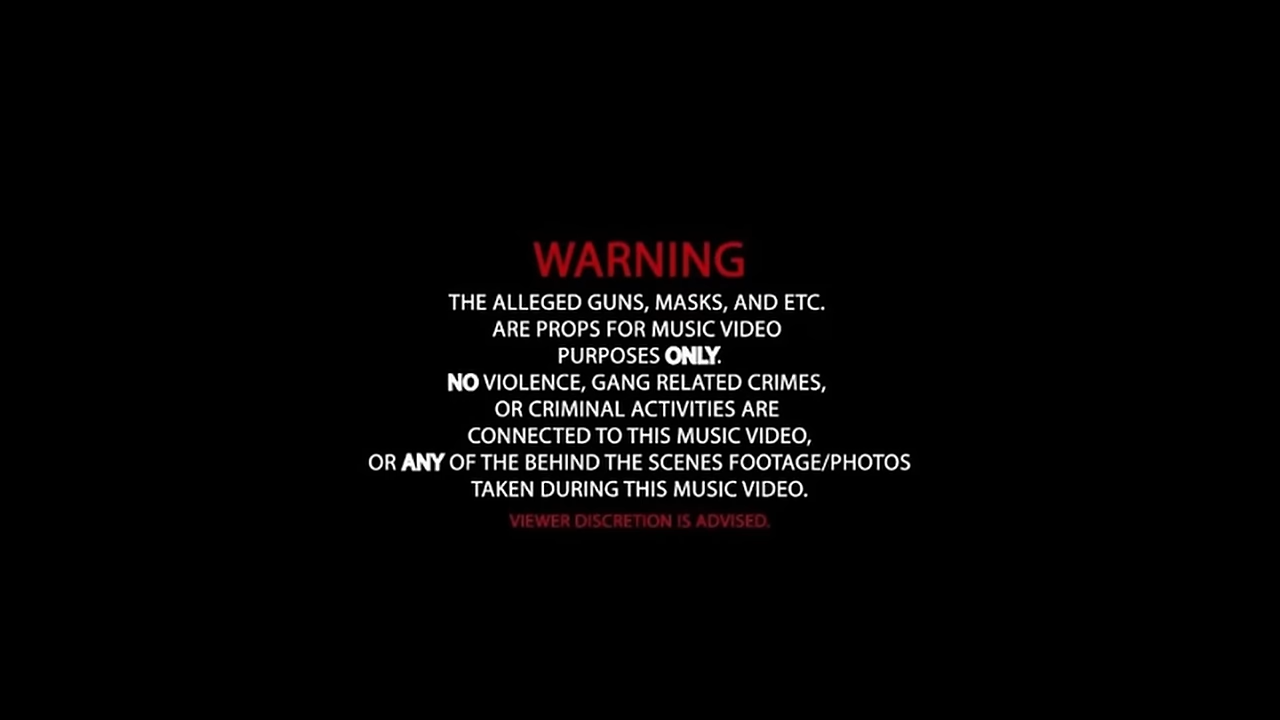 WARNING
THE ALLEGED GUNS, MASKS, AND ETC.
ARE PROPS FOR MUSIC VIDEO
PURPOSES ONLY.
NO VIOLENCE, GANG RELATED CRIMES,
OR CRIMINAL ACTIVITIES ARE
CONNECTED TO THIS MUSIC VIDEO,
OR ANY OF THE BEHIND THE SCENES FOOTAGE/PHOTOS
TAKEN DURING THIS MUSIC VIDEO.
VIEWER DISCRETION IS ADVISED.